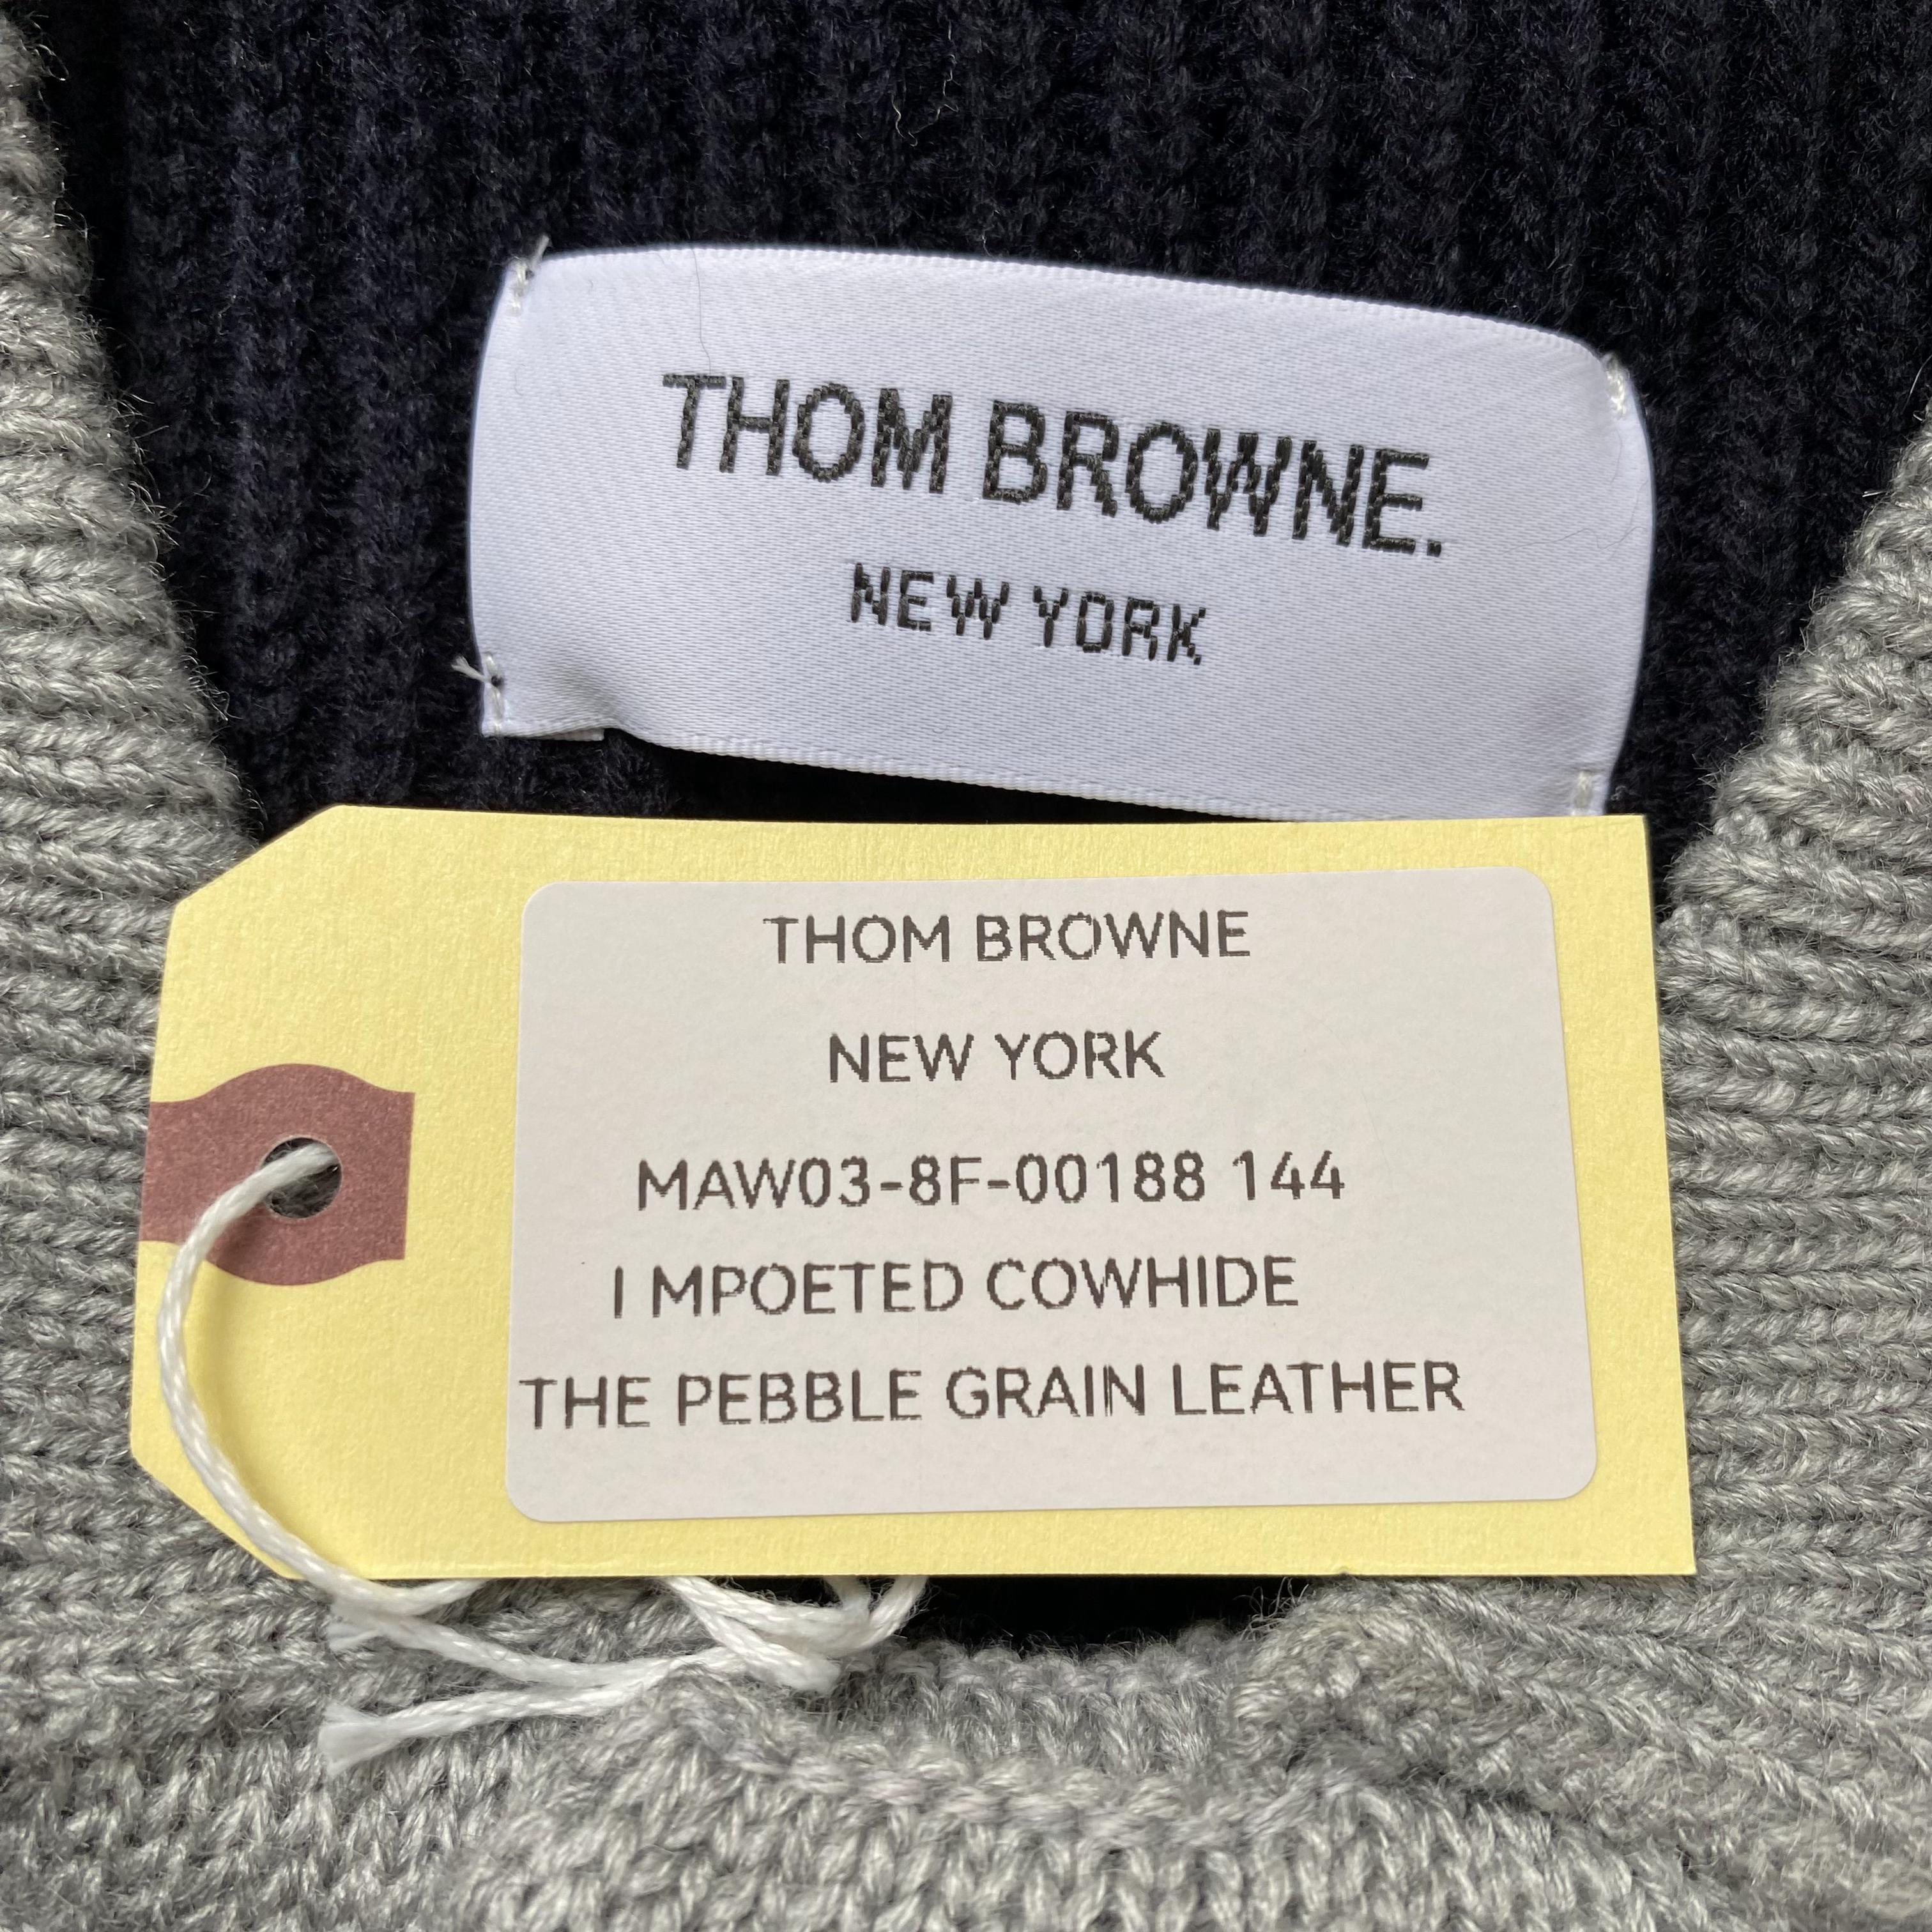 THOM BROWNE.
NEW YORK
THOM BROWNE
NEW YORK
MAW03-8F-00188 144
I MPOETED COWHIDE
THE PEBBLE GRAIN LEATHER